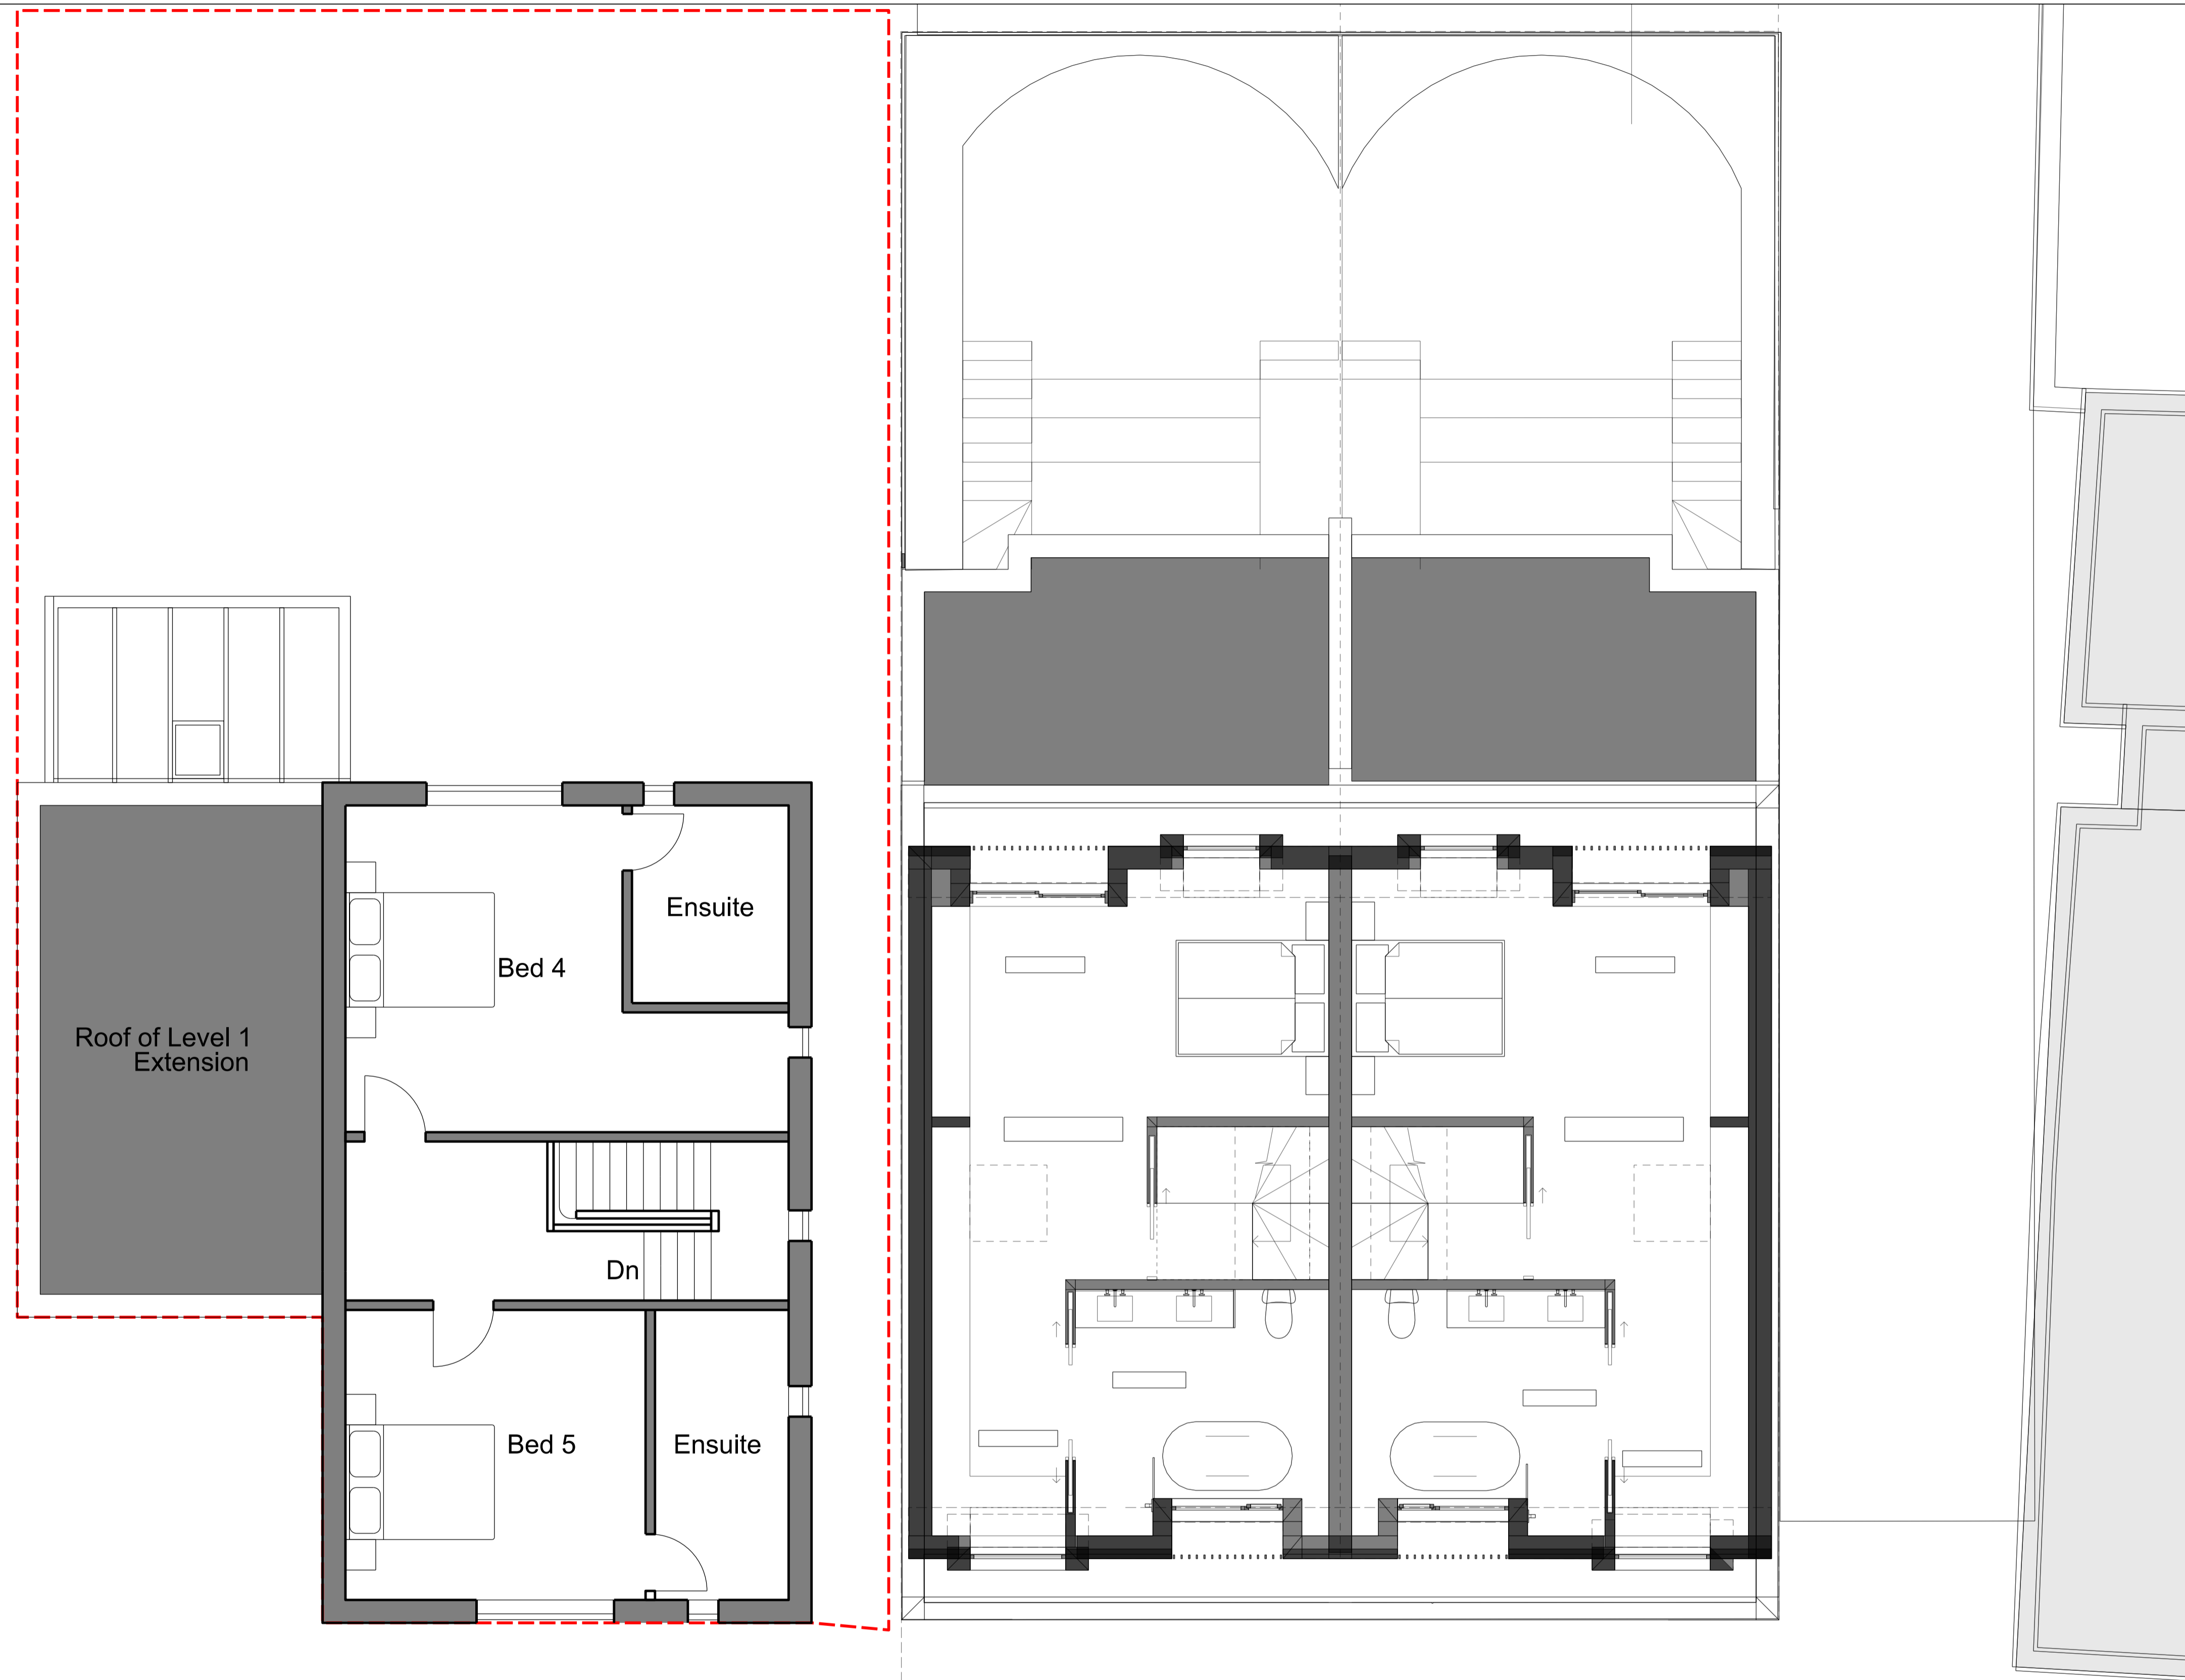 Ensuite
Bed 4
Roof of Level 1
Extension
Dn
Bed 5
Ensuite